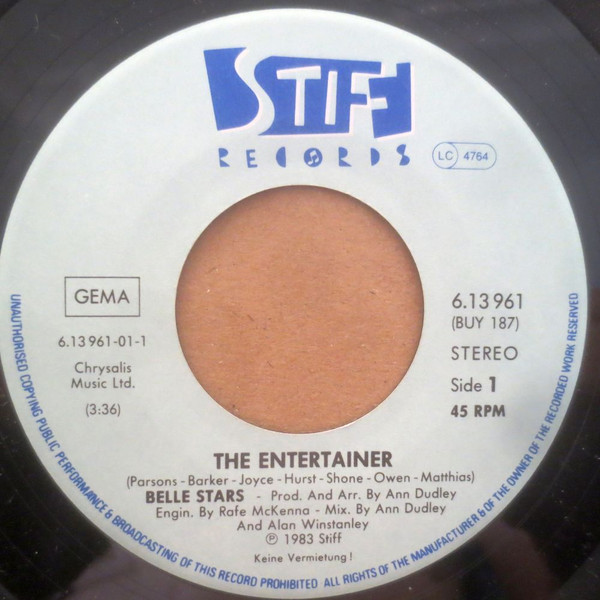 STIFF
RECORDS
LC 4764
GEMA
6.13 961-01-1
Chrysalis
Music Ltd.
(3:36)
6.13 961
(BUY 187)
STEREO
Side 1
45 RPM
THE ENTERTAINER
(Parsons - Barker - Joyce - Hurst - Shone - Owen - Matthias)
BELLE STARS - Prod. And Arr. By Ann Dudley
Engin. By Rafe McKenna - Mix. By Ann Dudley
And Alan Winstanley
Ⓟ 1983 Stiff
Keine Vermietung !
UNAUTHORISED COPYING PUBLIC PERFORMANCE & BROADCASTING OF THIS RECORD PROHIBITED ALL RIGHTS OF THE MANUFACTURER & OF THE OWNER OF THE RECORDED WORK RESERVED